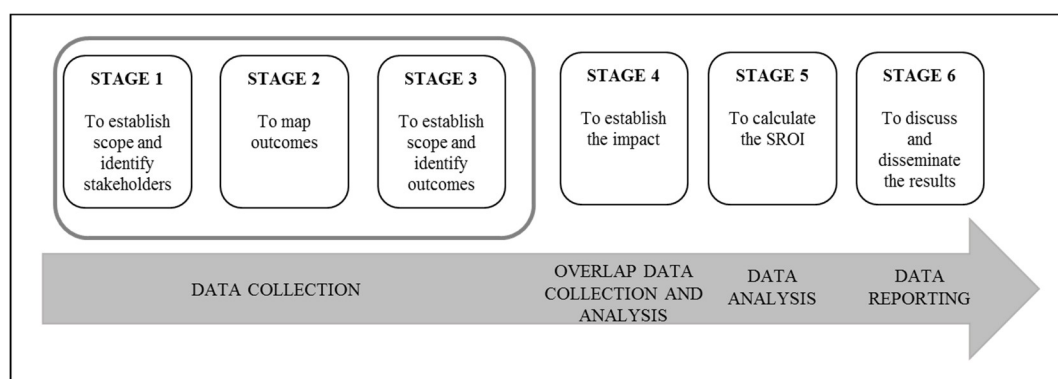 STAGE 1
To establish
scope and
identify
stakeholders
STAGE 2
To map
outcomes
STAGE 3
To establish
scope and
identify
outcomes
STAGE 4
To establish
the impact
STAGE 5
To calculate
the SROI
STAGE 6
To discuss
and
disseminate
the results
DATA COLLECTION
OVERLAP DATA
COLLECTION AND
ANALYSIS
DATA
ANALYSIS
DATA
REPORTING